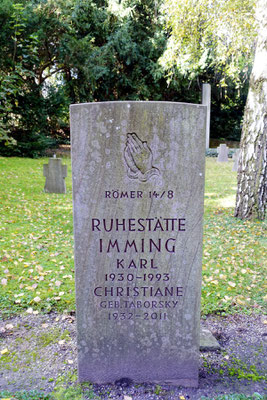 RÖMER 14/8
RUHESTÄTTE
IMMING
KARL
1930-1993
CHRISTIANE
GEB. TABORSKY
1932-2011